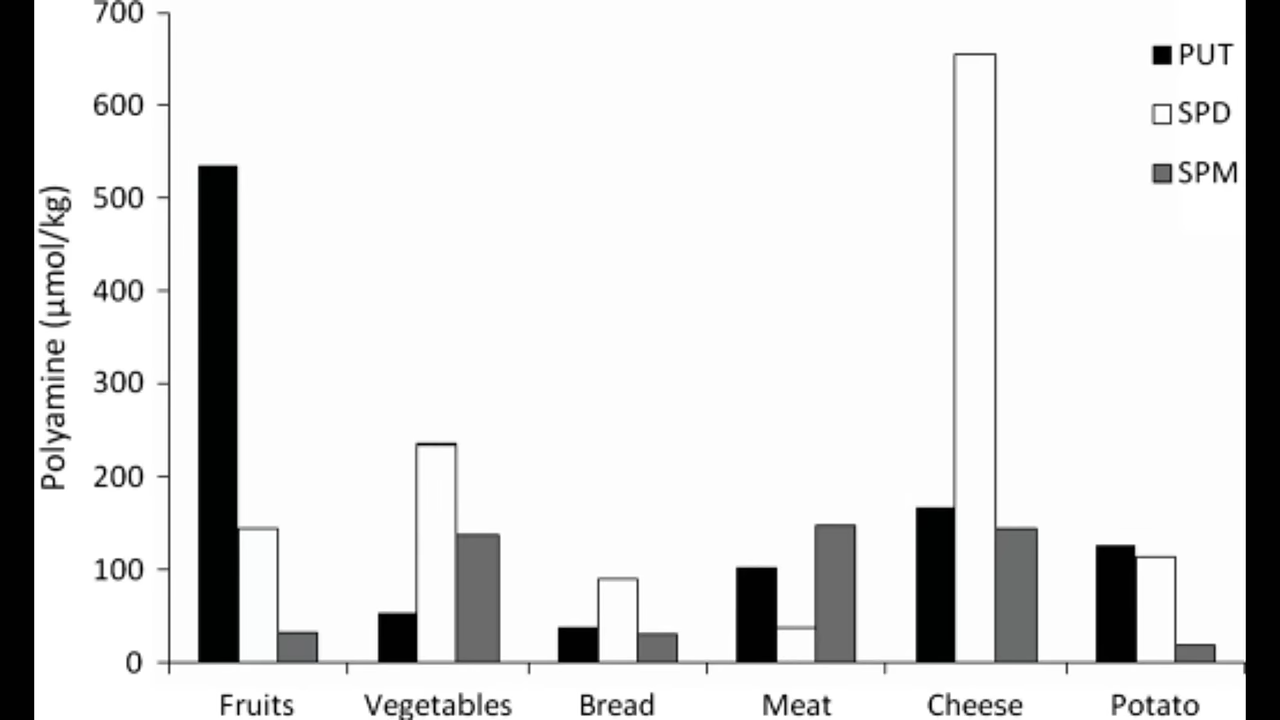 700
600
500
400
300
200
100
0
Polyamine (µmol/kg)
PUT
SPD
SPM
Fruits
Vegetables
Bread
Meat
Cheese
Potato